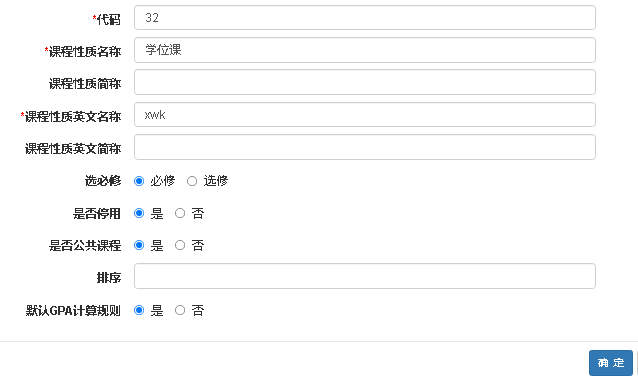 *代码 32
*课程性质名称 学位课
课程性质简称
*课程性质英文名称 xwk
课程性质英文简称
选必修 必修 选修
是否停用 是 否
是否公共课程 是 否
排序
默认GPA计算规则 是 否
确 定